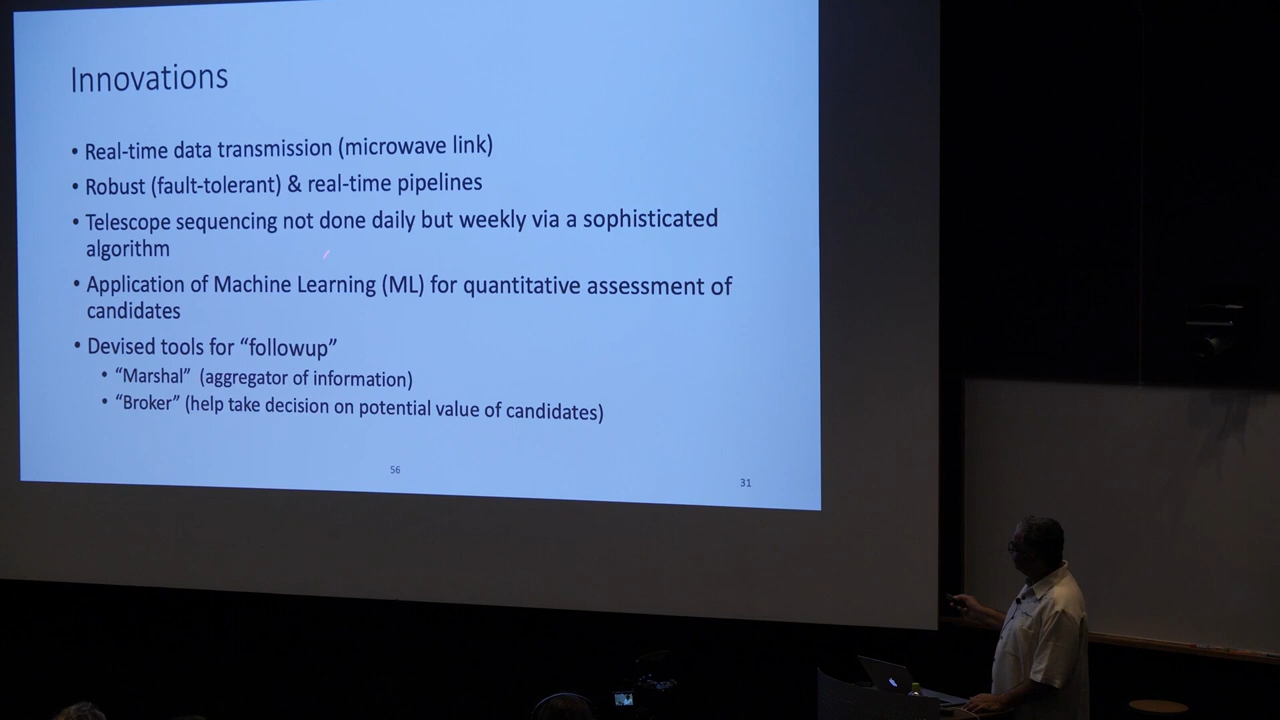 Innovations
• Real-time data transmission (microwave link)
• Robust (fault-tolerant) & real-time pipelines
• Telescope sequencing not done daily but weekly via a sophisticated
algorithm
• Application of Machine Learning (ML) for quantitative assessment of
candidates
• Devised tools for “followup”
• “Marshal” (aggregator of information)
• “Broker” (help take decision on potential value of candidates)
56
31